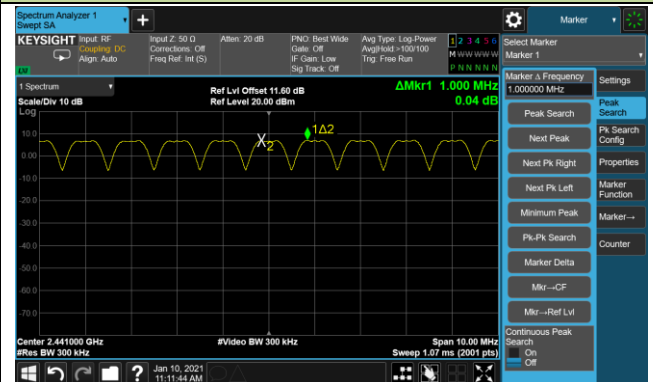 Spectrum Analyzer 1
Swept SA
+
Marker
KEYSIGHT
Input: RF
Coupling: DC
Align: Auto
Input Z: 50 Ω
Corrections: Off
Freq Ref: Int (S)
Atten: 20 dB
PNO: Best Wide
Gate: Off
IF Gain: Low
Sig Track: Off
Avg Type: Log-Power
Avg|Hold:>100/100
Trig: Free Run
1 2 3 4 5 6
M W W W W W
P N N N N N
LXI
1 Spectrum
Scale/Div 10 dB
Log
Ref Lvl Offset 11.60 dB
Ref Level 20.00 dBm
ΔMkr1 1.000 MHz
0.04 dB
10.0
0.00
-10.0
-20.0
-30.0
-40.0
-50.0
-60.0
-70.0
X2
1Δ2
Center 2.441000 GHz
#Res BW 300 kHz
#Video BW 300 kHz
Span 10.00 MHz
Sweep 1.07 ms (2001 pts)
Select Marker
Marker 1
Marker Δ Frequency
1.000000 MHz
Peak Search
Next Peak
Next Pk Right
Next Pk Left
Minimum Peak
Pk-Pk Search
Marker Delta
Mkr→CF
Mkr→Ref Lvl
Continuous Peak
Search
On
Off
Settings
Peak
Search
Pk Search
Config
Properties
Marker
Function
Marker→
Counter
?
Jan 10, 2021
11:11:44 AM